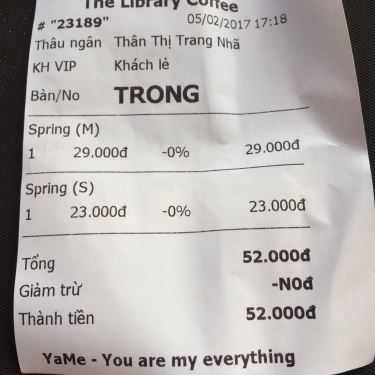 The Library Coffee
# "23189" 05/02/2017 17:18
Thâu ngân Thân Thị Trang Nhã
KH VIP Khách lẻ
Bàn/No TRONG
Spring (M)
1 29.000đ -0% 29.000đ
Spring (S)
1 23.000đ -0% 23.000đ
Tổng 52.000đ
Giảm trừ -N0đ
Thành tiền 52.000đ
YaMe - You are my everything